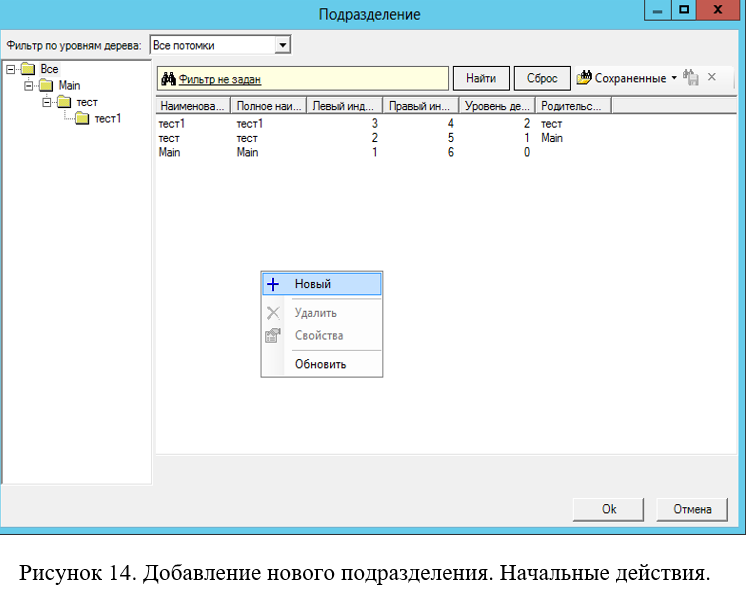 Подразделение
Фильтр по уровням дерева: Все потомки
Все
Main
тест
тест1
Фильтр не задан Найти Сброс Сохраненные
Наименова... Полное наи... Левый инд... Правый ин... Уровень де... Родительс...
тест1 тест1 3 4 2 тест
тест тест 2 5 1 Main
Main Main 1 6 0
Новый
Удалить
Свойства
Обновить
Ok Отмена
Рисунок 14. Добавление нового подразделения. Начальные действия.